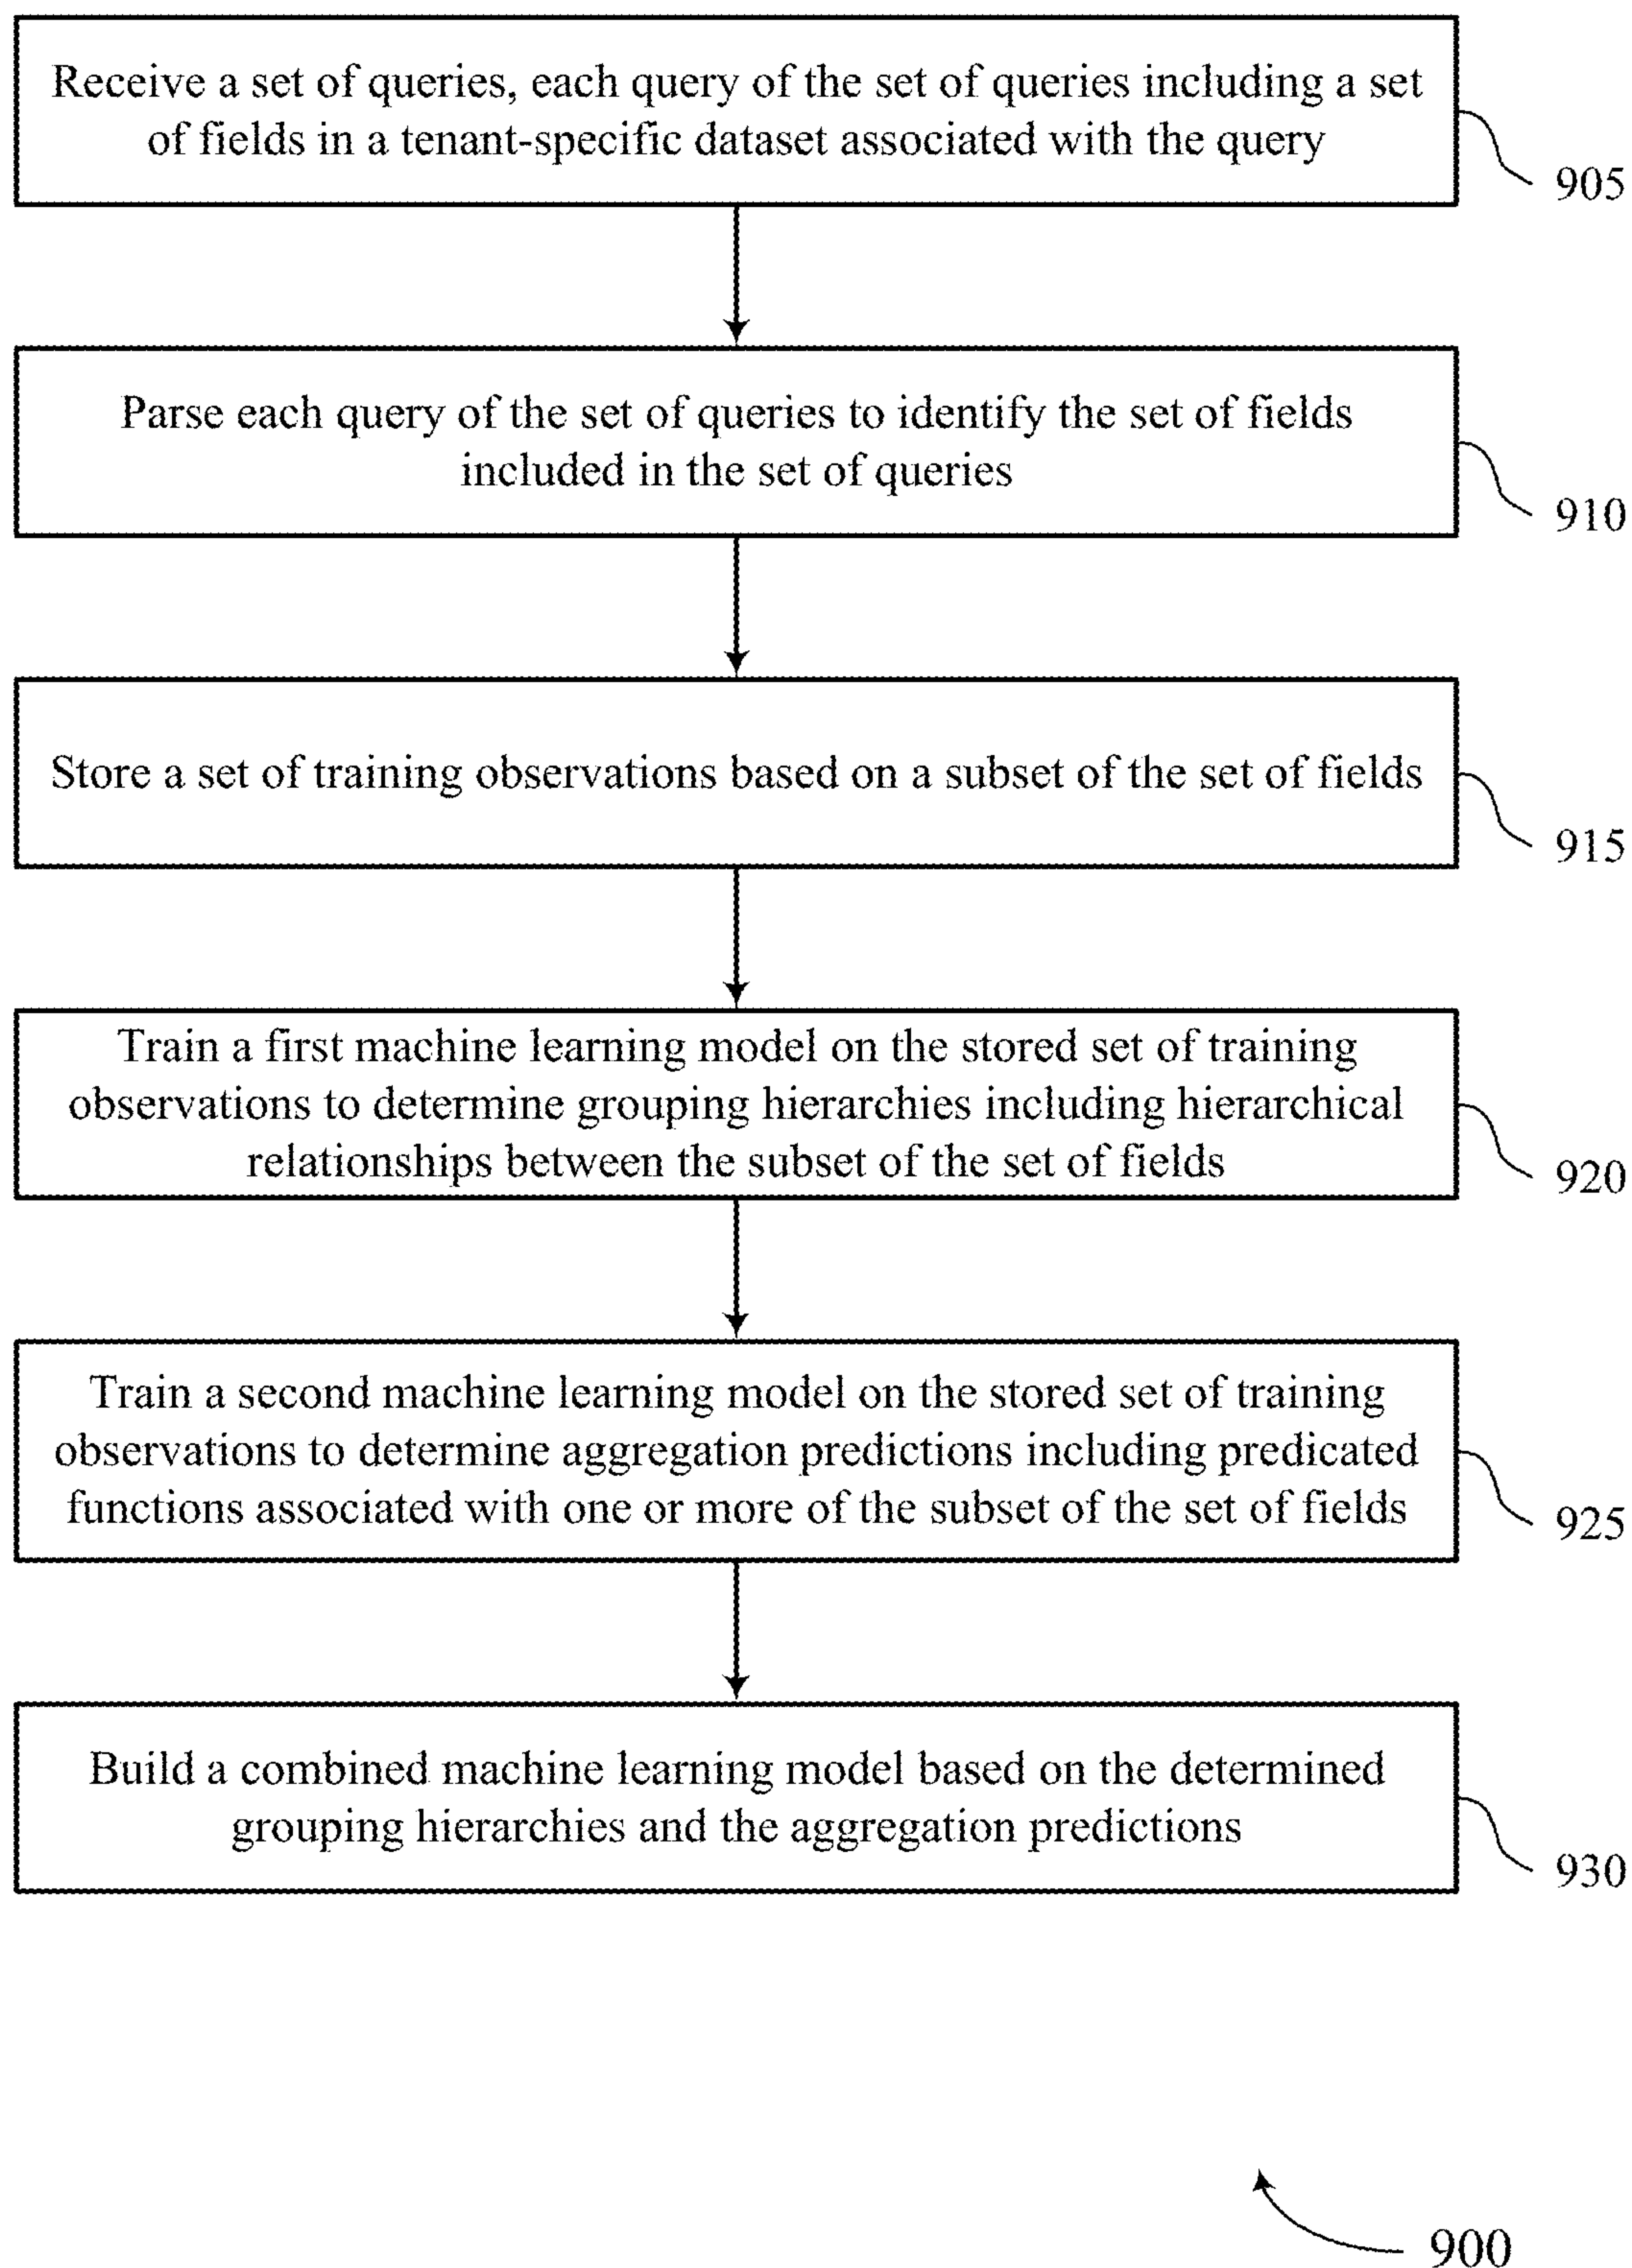 Receive a set of queries, each query of the set of queries including a set
of fields in a tenant-specific dataset associated with the query
905
Parse each query of the set of queries to identify the set of fields
included in the set of queries
910
Store a set of training observations based on a subset of the set of fields
915
Train a first machine learning model on the stored set of training
observations to determine grouping hierarchies including hierarchical
relationships between the subset of the set of fields
920
Train a second machine learning model on the stored set of training
observations to determine aggregation predictions including predicated
functions associated with one or more of the subset of the set of fields
925
Build a combined machine learning model based on the determined
grouping hierarchies and the aggregation predictions
930
900